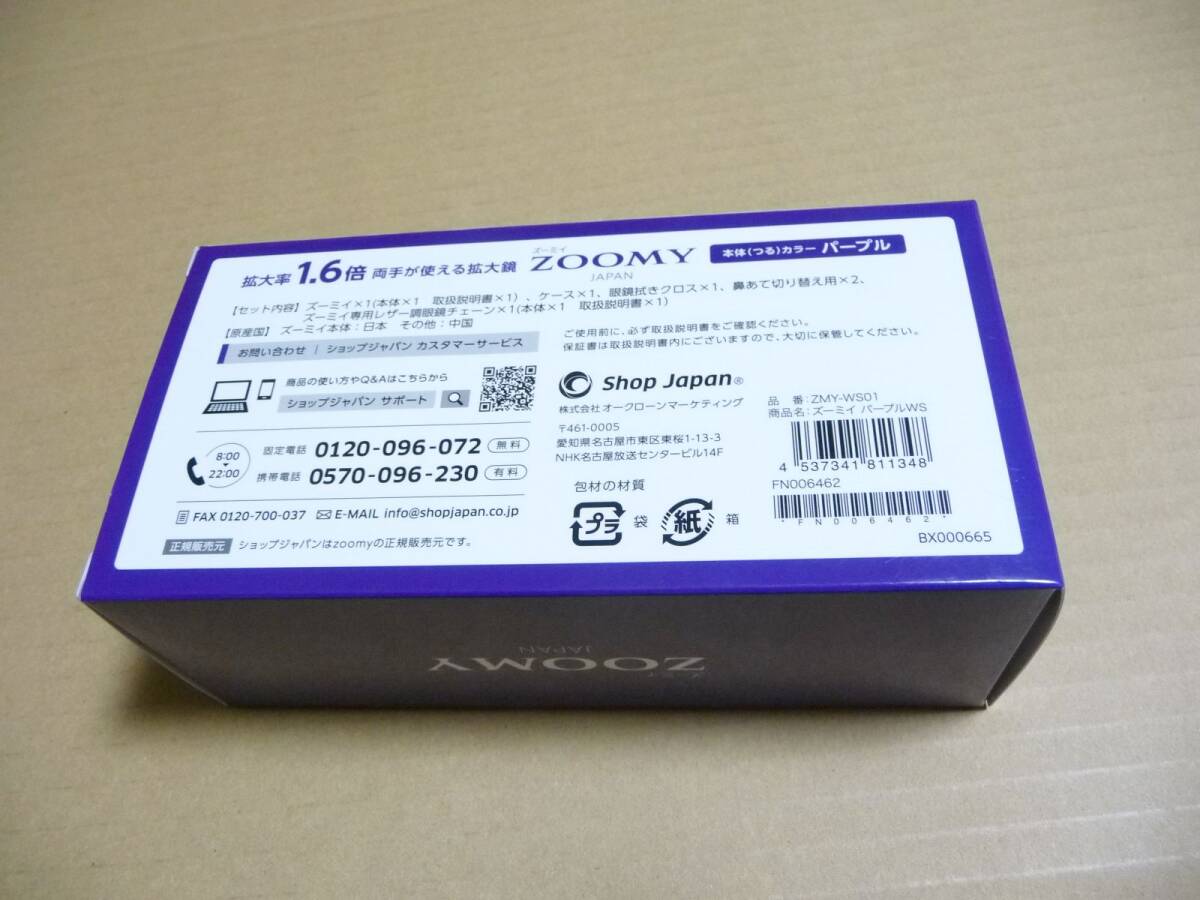 拡大率 1.6倍 両手が使える拡大鏡 ズーミイ ZOOMY JAPAN 本体(つる)カラー パープル
【セット内容】 ズーミイ×1(本体×1 取扱説明書×1)、ケース×1、眼鏡拭きクロス×1、鼻あて切り替え用×2、
ズーミイ専用レザー調眼鏡チェーン×1(本体×1 取扱説明書×1)
【原産国】 ズーミイ本体:日本 その他:中国
お問い合わせ | ショップジャパン カスタマーサービス
商品の使い方やQ&Aはこちらから
ショップジャパン サポート
8:00
22:00
固定電話 0120-096-072 無料
携帯電話 0570-096-230 有料
FAX 0120-700-037 E-MAIL info@shopjapan.co.jp
正規販売元 ショップジャパンはzoomyの正規販売元です。
ご使用前に、必ず取扱説明書をご確認ください。
保証書は取扱説明書内にございますので、大切に保管してください。
Shop Japan®
株式会社オークローンマーケティング
〒461-0005
愛知県名古屋市東区東桜1-13-3
NHK名古屋放送センタービル14F
包材の材質
プラ 袋 紙 箱
品 番:ZMY-WS01
商品名:ズーミイ パープルWS
4 537341 811348
FN006462
*FN006462*
BX000665
ZOOMY
JAPAN